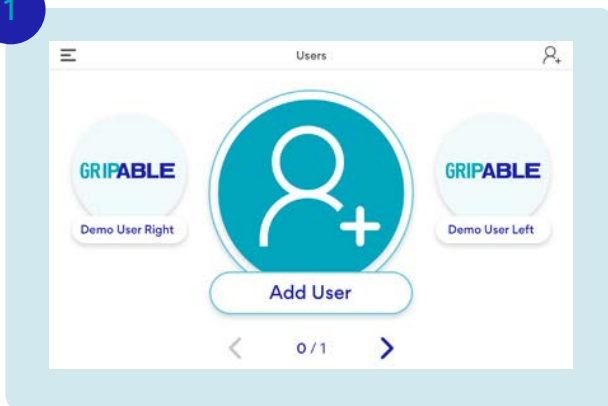 1
Users
GRIPABLE
GRIPABLE
Demo User Right
Demo User Left
Add User
0 / 1